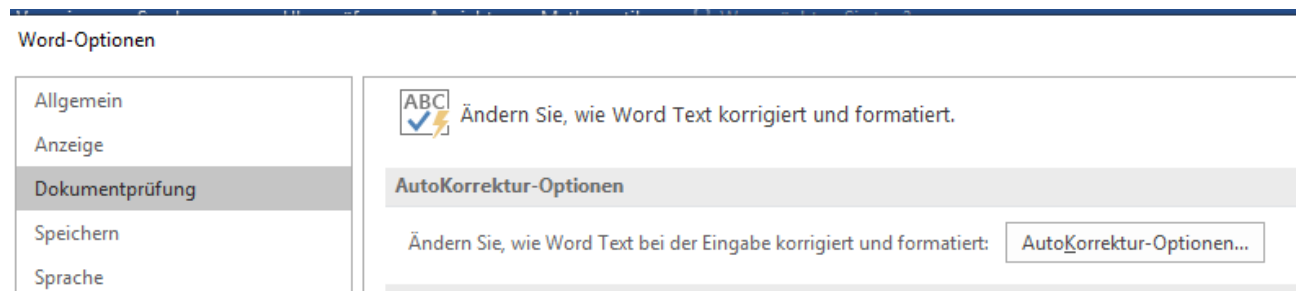 Word-Optionen
Allgemein
Anzeige
Dokumentprüfung
Speichern
Sprache
ABC
Ändern Sie, wie Word Text korrigiert und formatiert.
AutoKorrektur-Optionen
Ändern Sie, wie Word Text bei der Eingabe korrigiert und formatiert:
AutoKorrektur-Optionen...